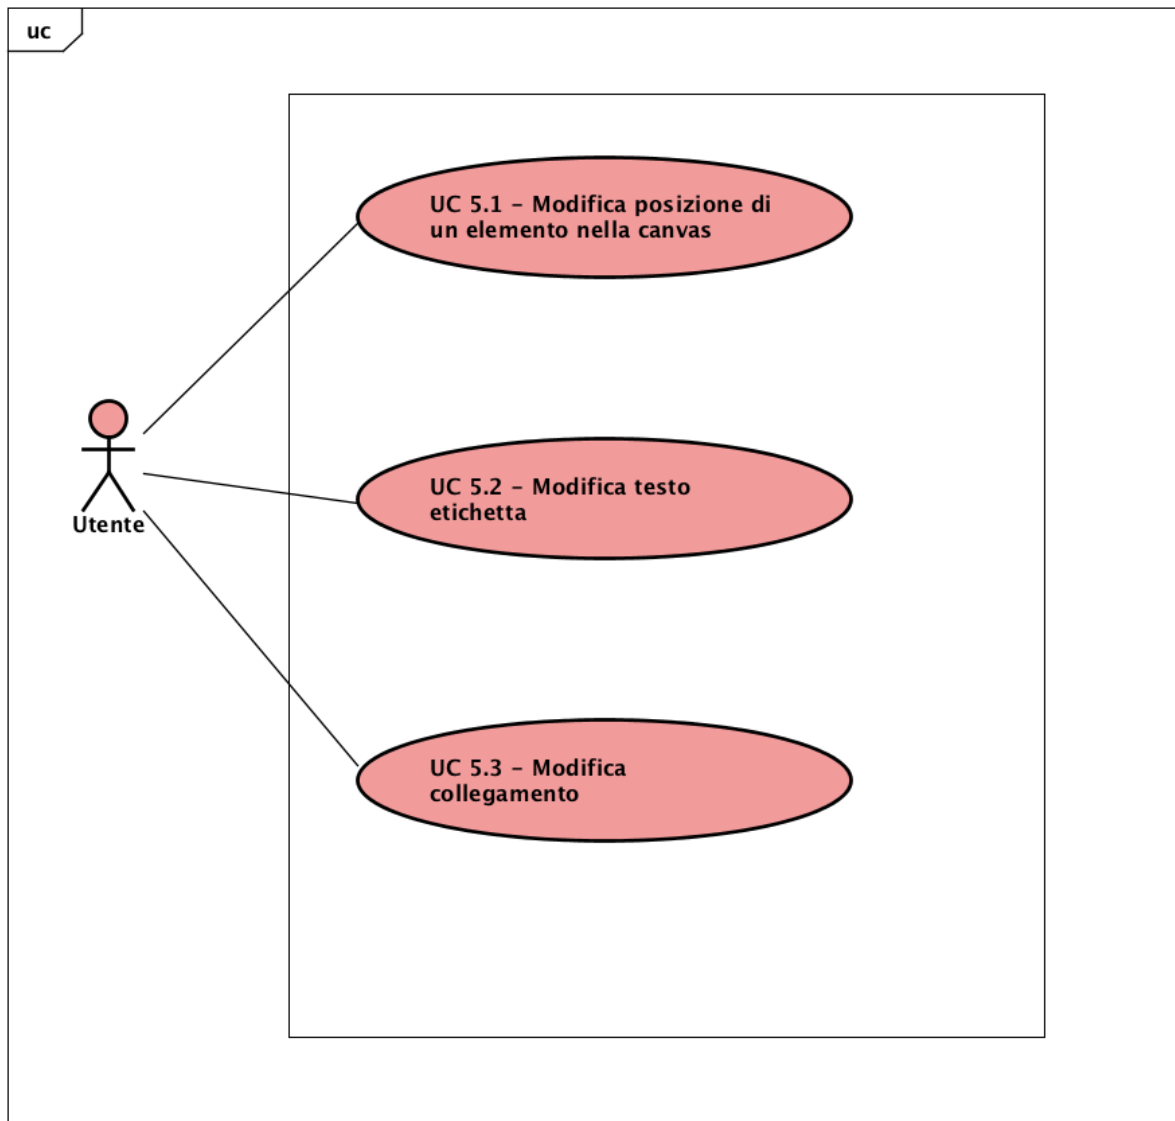 uc
UC 5.1 – Modifica posizione di
un elemento nella canvas
UC 5.2 – Modifica testo
etichetta
Utente
UC 5.3 – Modifica
collegamento